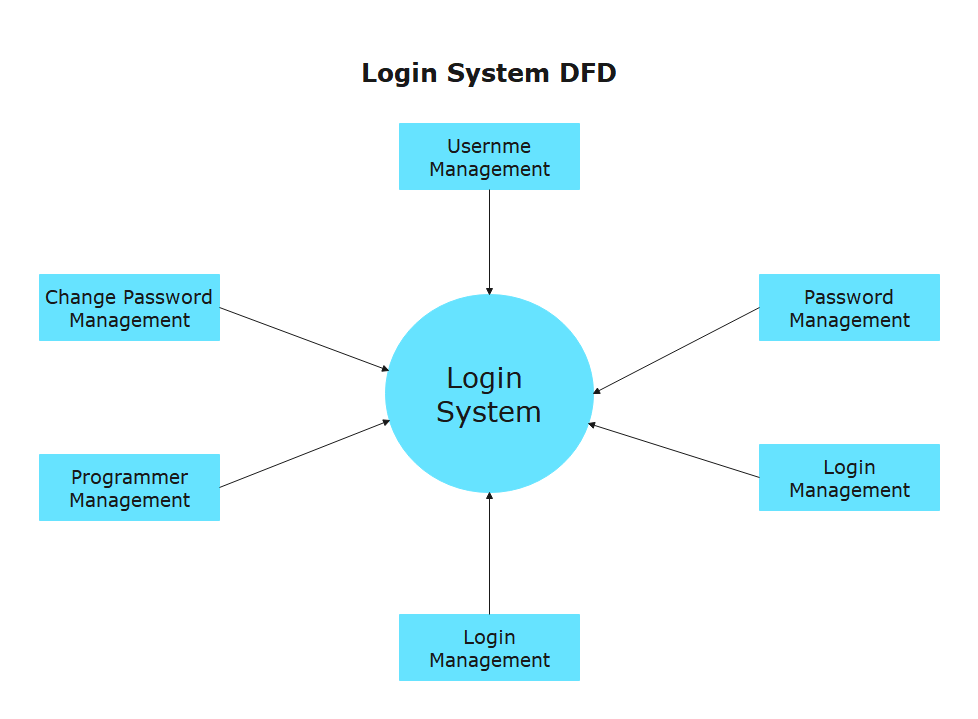 Login System DFD
Usernme
Management
Change Password
Management
Password
Management
Login
System
Programmer
Management
Login
Management
Login
Management